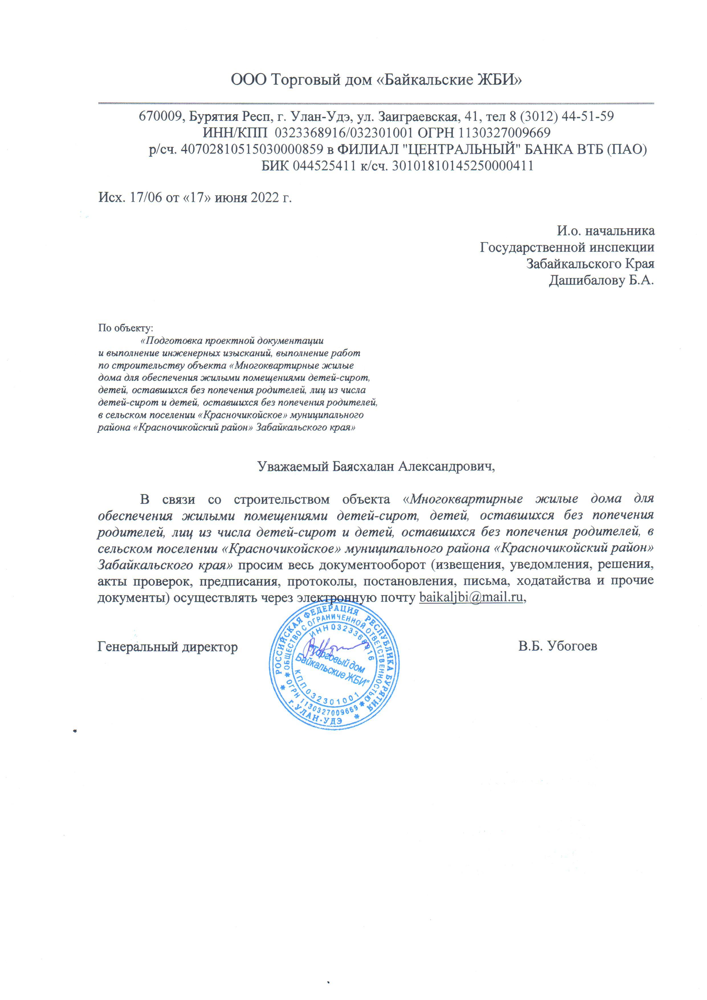 ООО Торговый дом «Байкальские ЖБИ»
670009, Бурятия Респ, г. Улан-Удэ, ул. Заиграевская, 41, тел 8 (3012) 44-51-59
ИНН/КПП 0323368916/032301001 ОГРН 1130327009669
р/сч. 40702810515030000859 в ФИЛИАЛ "ЦЕНТРАЛЬНЫЙ" БАНКА ВТБ (ПАО)
БИК 044525411 к/сч. 30101810145250000411
Исх. 17/06 от «17» июня 2022 г.
И.о. начальника
Государственной инспекции
Забайкальского Края
Дашибалову Б.А.
По объекту:
«Подготовка проектной документации
и выполнение инженерных изысканий, выполнение работ
по строительству объекта «Многоквартирные жилые
дома для обеспечения жилыми помещениями детей-сирот,
детей, оставшихся без попечения родителей, лиц из числа
детей-сирот и детей, оставшихся без попечения родителей,
в сельском поселении «Красночикойское» муниципального
района «Красночикойский район» Забайкальского края»
Уважаемый Баясхалан Александрович,
В связи со строительством объекта «Многоквартирные жилые дома для
обеспечения жилыми помещениями детей-сирот, детей, оставшихся без попечения
родителей, лиц из числа детей-сирот и детей, оставшихся без попечения родителей, в
сельском поселении «Красночикойское» муниципального района «Красночикойский район»
Забайкальского края» просим весь документооборот (извещения, уведомления, решения,
акты проверок, предписания, протоколы, постановления, письма, ходатайства и прочие
документы) осуществлять через электронную почту baikaljbi@mail.ru,
Генеральный директор В.Б. Убогоев
РОССИЙСКАЯ ФЕДЕРАЦИЯ РЕСПУБЛИКА БУРЯТИЯ
* г.УЛАН-УДЭ *
ОБЩЕСТВО С ОГРАНИЧЕННОЙ ОТВЕТСТВЕННОСТЬЮ
* ОГРН 1130327009669 *
ИНН 0323368916
"Торговый дом
Байкальские ЖБИ"
КПП 032301001